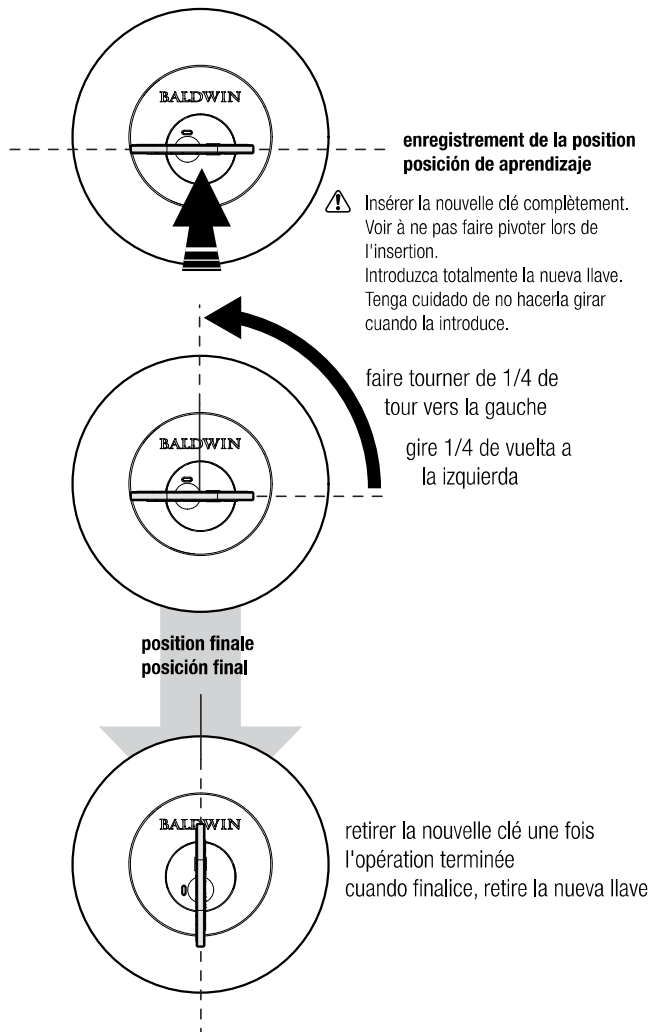 BALDWIN
enregistrement de la position
posición de aprendizaje
Insérer la nouvelle clé complètement.
Voir à ne pas faire pivoter lors de
l'insertion.
Introduzca totalmente la nueva llave.
Tenga cuidado de no hacerla girar
cuando la introduce.
faire tourner de 1/4 de
tour vers la gauche
BALDWIN
gire 1/4 de vuelta a
la izquierda
position finale
posición final
BALDWIN
retirer la nouvelle clé une fois
l'opération terminée
cuando finalice, retire la nueva llave